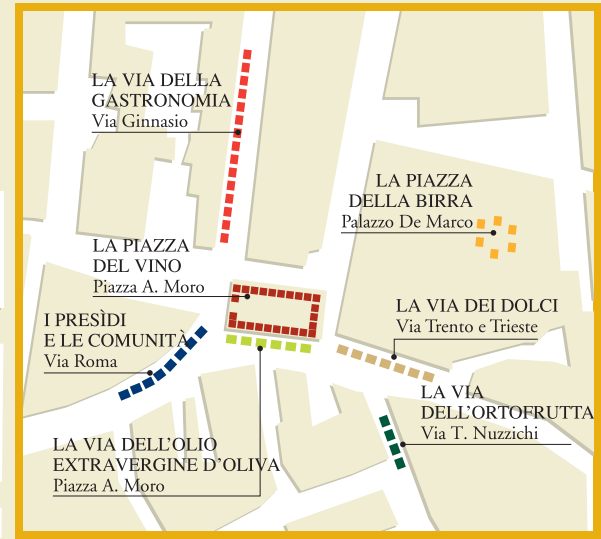 LA VIA DELLA
GASTRONOMIA
Via Ginnasio
LA PIAZZA
DELLA BIRRA
Palazzo De Marco
LA PIAZZA
DEL VINO
Piazza A. Moro
I PRESÌDI
E LE COMUNITÀ
Via Roma
LA VIA DEI DOLCI
Via Trento e Trieste
LA VIA
DELL'ORTOFRUTTA
Via T. Nuzzichi
LA VIA DELL'OLIO
EXTRAVERGINE D'OLIVA
Piazza A. Moro